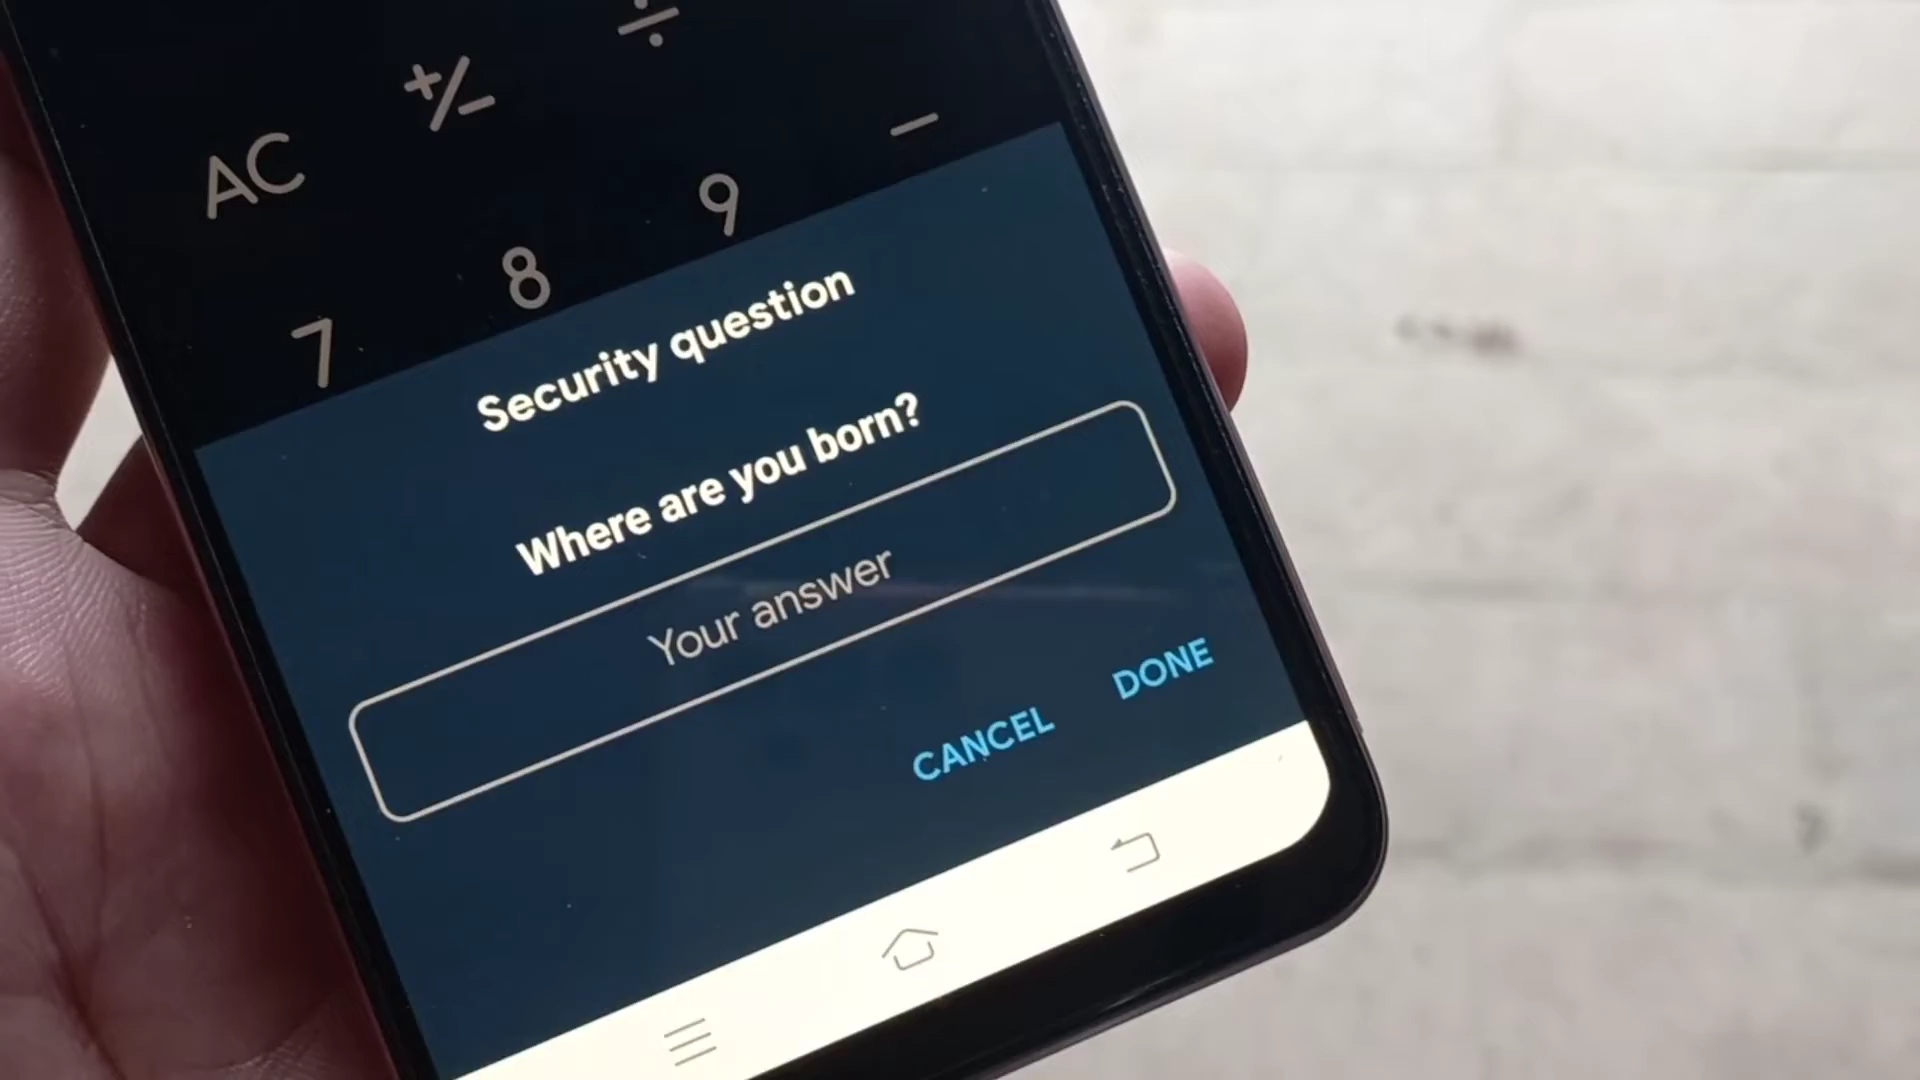 ÷
+/-
AC
−
9
8
7
Security question
Where are you born?
Your answer
CANCEL
DONE